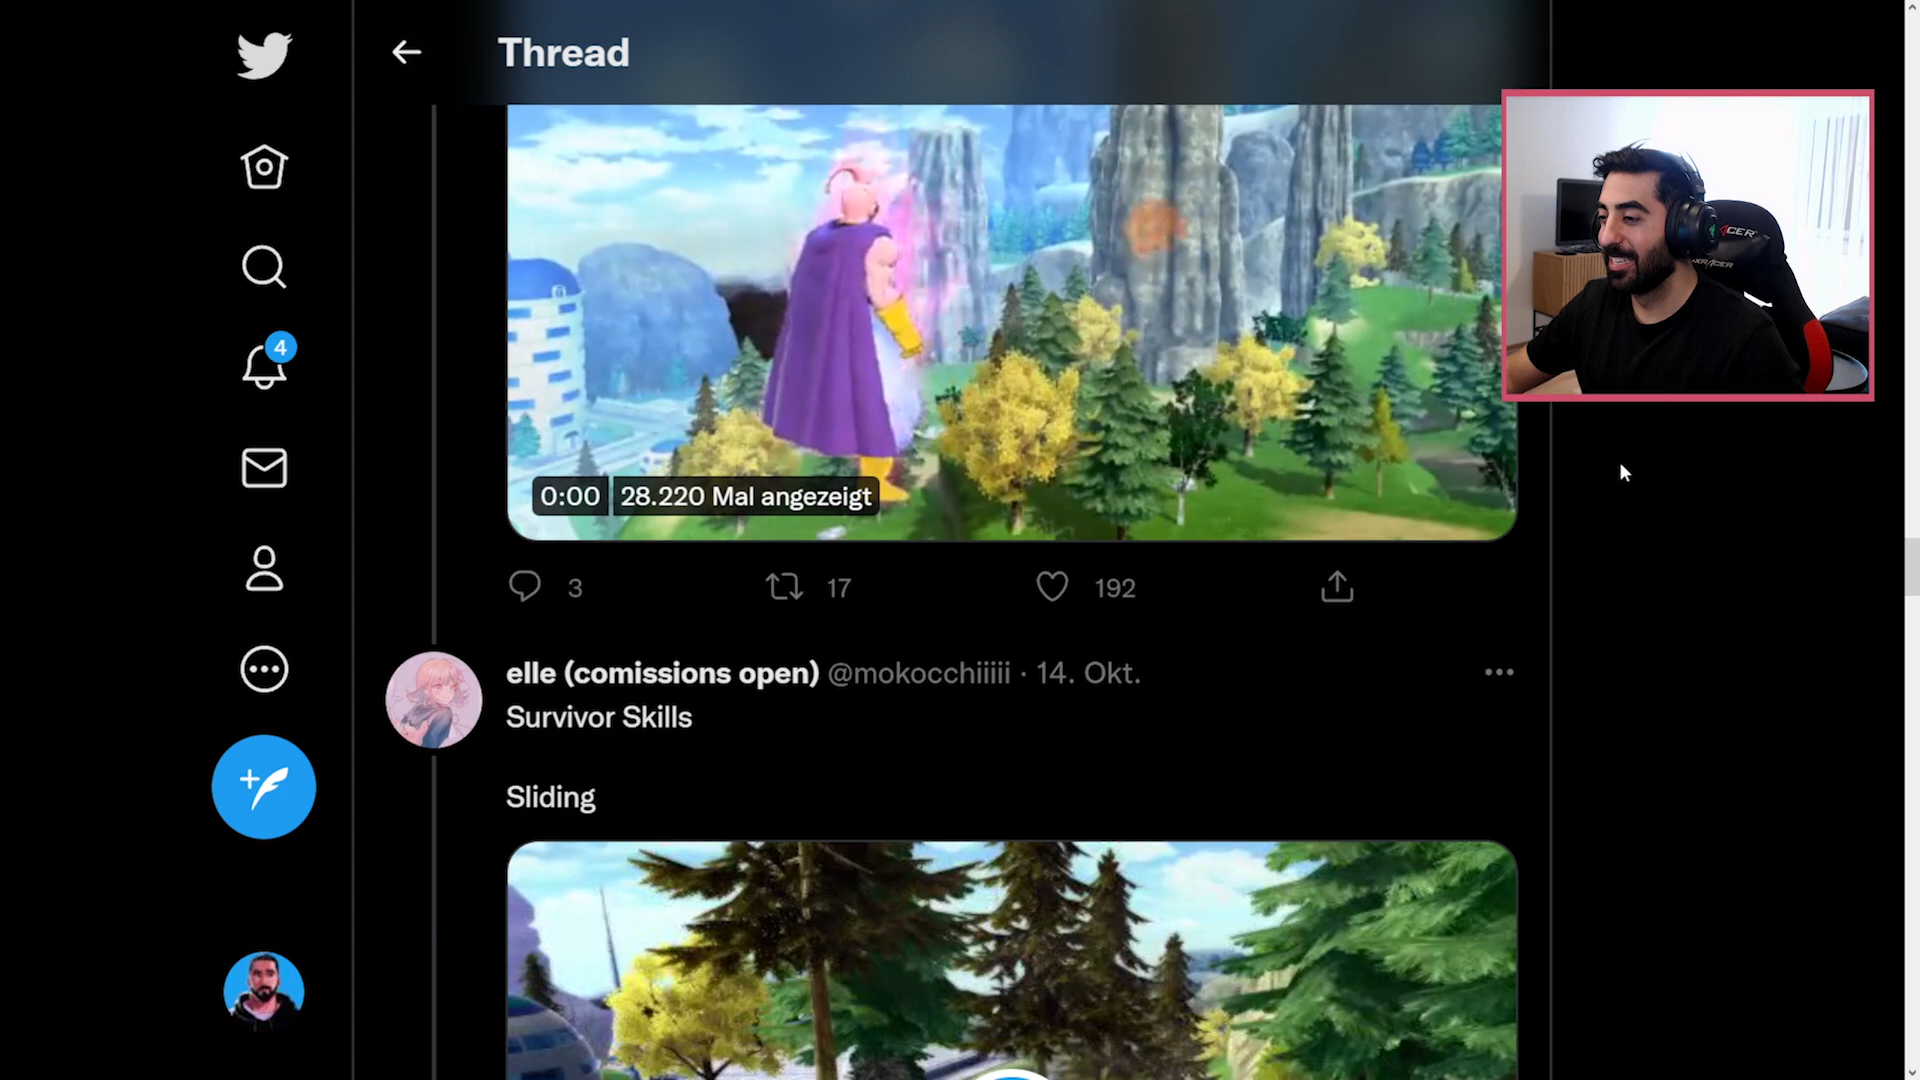 Thread
4
0:00 28.220 Mal angezeigt
3 17 192
elle (comissions open) @mokocchiiiii · 14. Okt.
Survivor Skills
Sliding